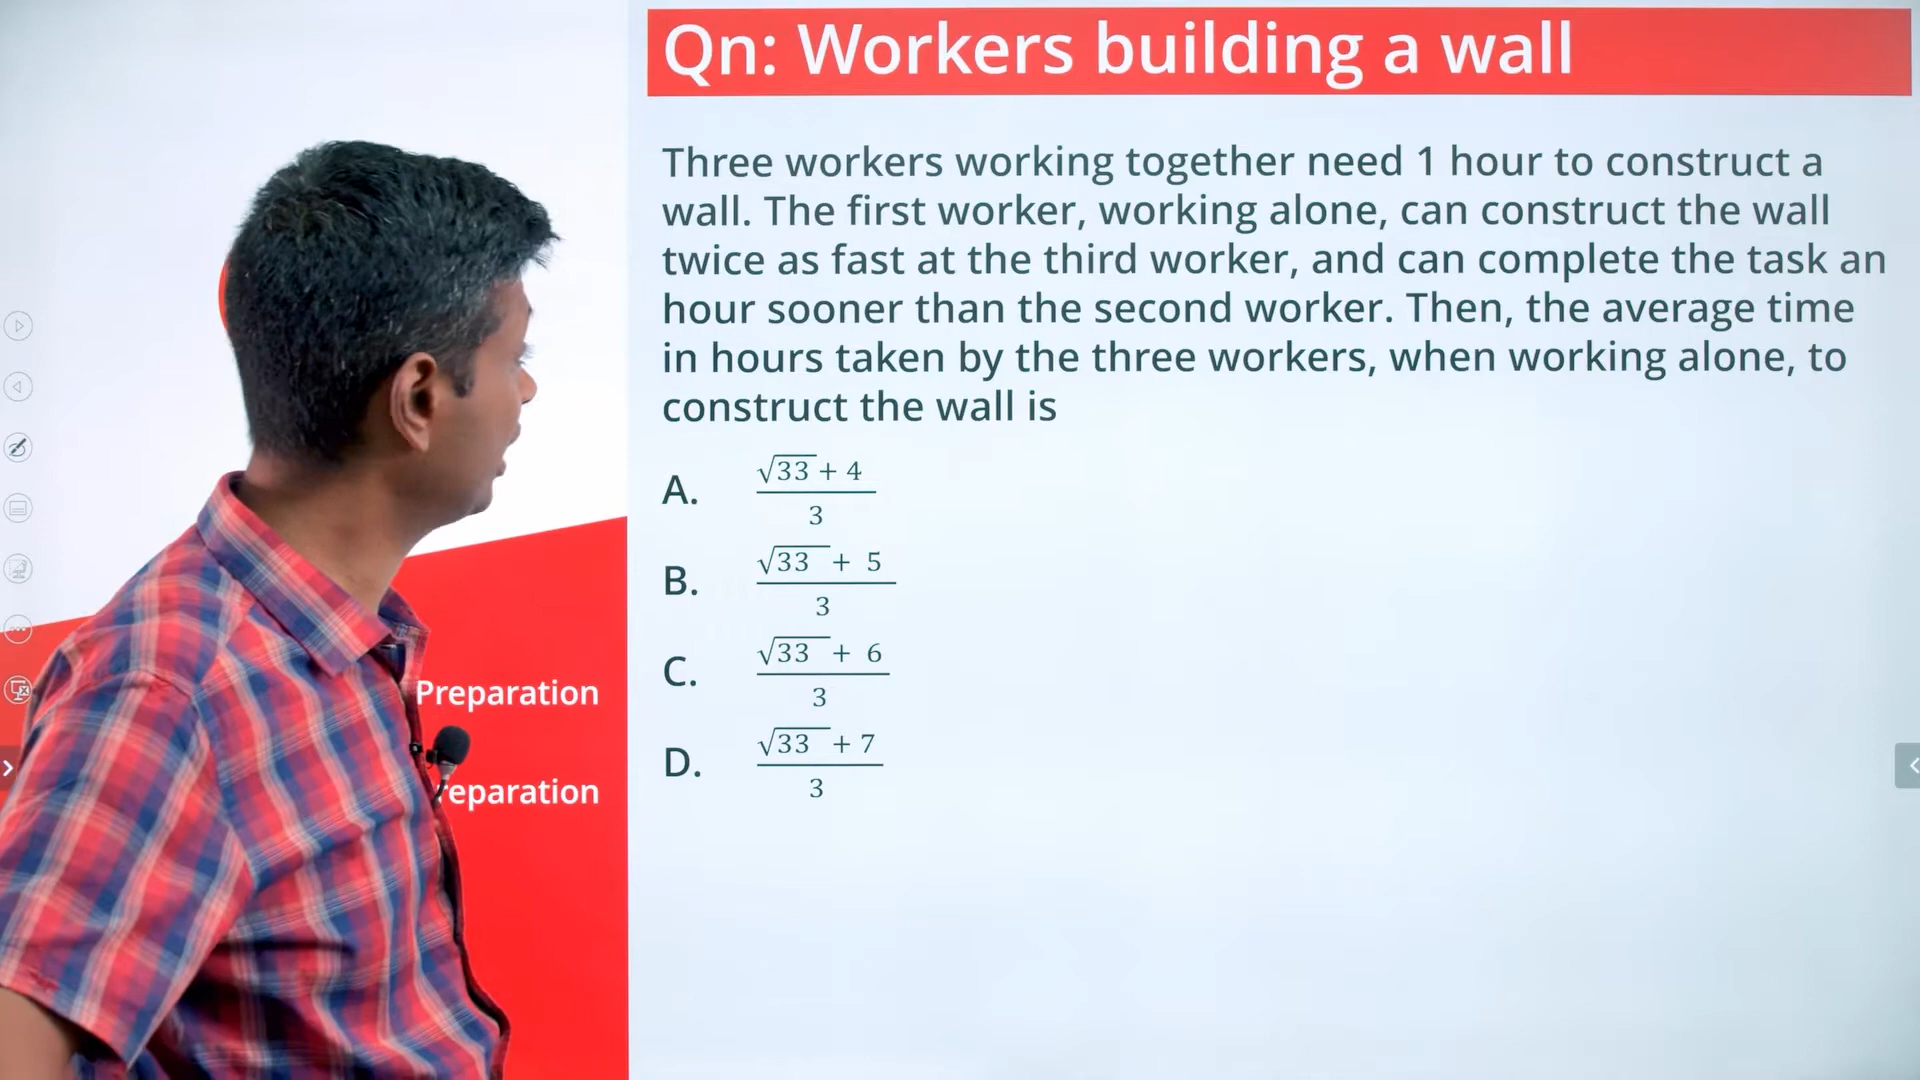 Qn: Workers building a wall
Three workers working together need 1 hour to construct a
wall. The first worker, working alone, can construct the wall
twice as fast at the third worker, and can complete the task an
hour sooner than the second worker. Then, the average time
in hours taken by the three workers, when working alone, to
construct the wall is
A. (√33 + 4)/3
B. (√33 + 5)/3
C. (√33 + 6)/3
D. (√33 + 7)/3
Preparation
reparation